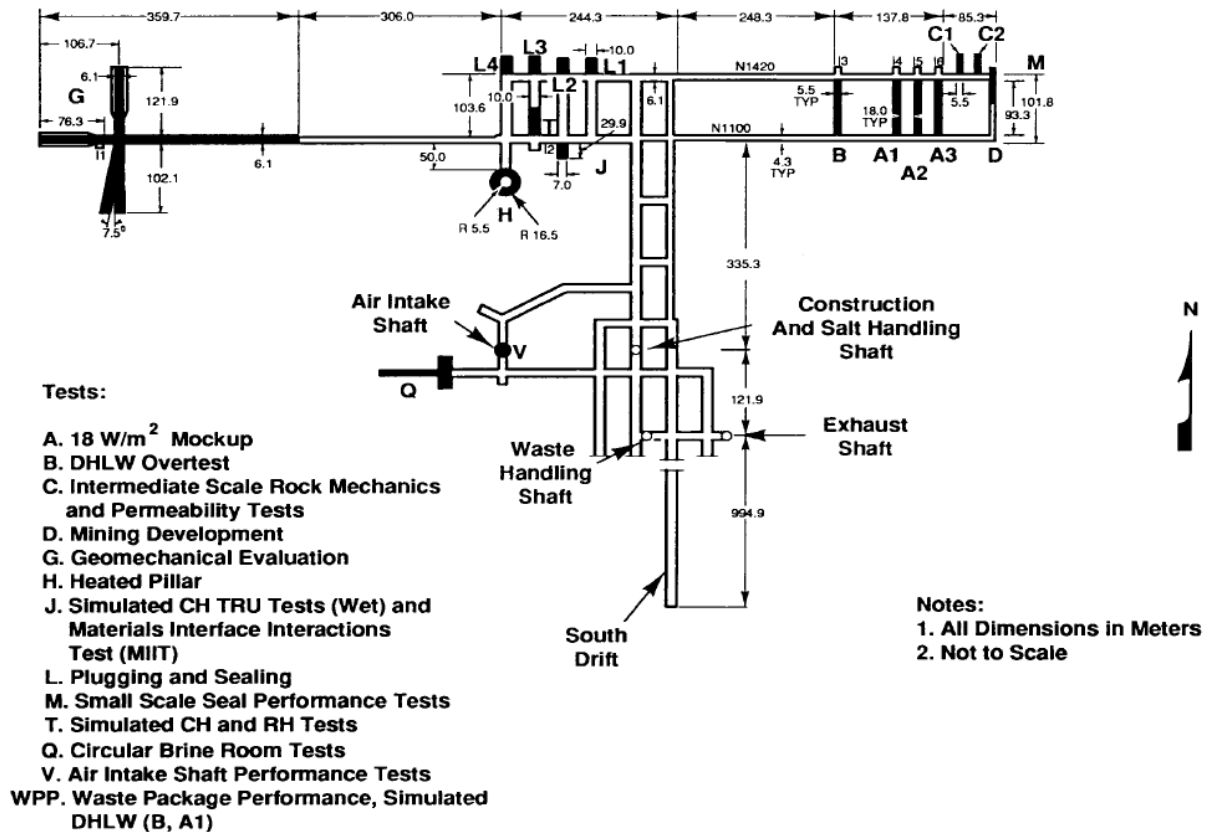 359.7
306.0
244.3
248.3
137.8
85.3
106.7
L3
10.0
C1
C2
L4
L1
N1420
3
4
5
6
M
6.1
G
121.9
10.0
L2
103.6
6.1
5.5
TYP
18.0
TYP
5.5
93.3
101.8
76.3
T
29.9
N1100
I1
I2
6.1
50.0
J
7.0
4.3
TYP
B
A1
A2
A3
D
102.1
7.5°
H
R 5.5
R 16.5
335.3
Air Intake
Shaft
Construction
And Salt Handling
Shaft
N
V
Q
121.9
Tests:
Waste
Handling
Shaft
Exhaust
Shaft
A. 18 W/m² Mockup
B. DHLW Overtest
C. Intermediate Scale Rock Mechanics
and Permeability Tests
D. Mining Development
G. Geomechanical Evaluation
H. Heated Pillar
J. Simulated CH TRU Tests (Wet) and
Materials Interface Interactions
Test (MIIT)
L. Plugging and Sealing
M. Small Scale Seal Performance Tests
T. Simulated CH and RH Tests
Q. Circular Brine Room Tests
V. Air Intake Shaft Performance Tests
WPP. Waste Package Performance, Simulated
DHLW (B, A1)
994.9
South
Drift
Notes:
1. All Dimensions in Meters
2. Not to Scale